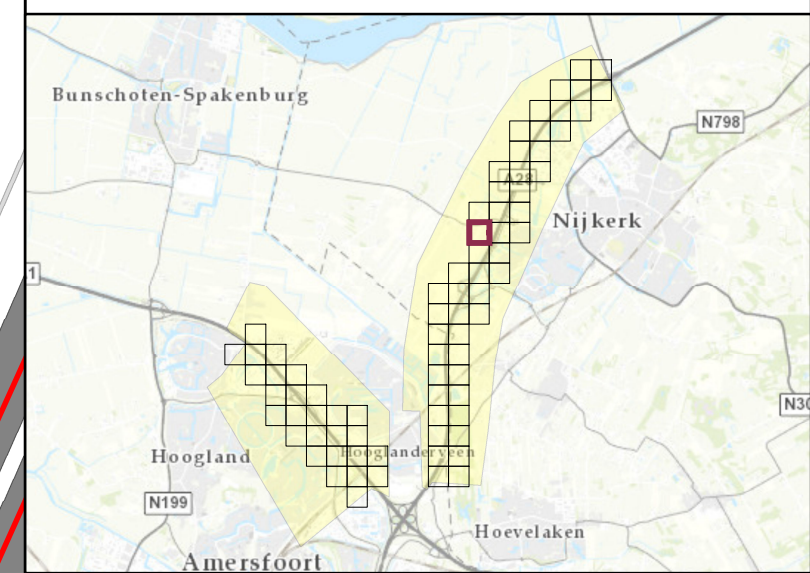 Bunschoten-Spakenburg
N798
A28
Nijkerk
1
N30
Hooglanderveen
Hoogland
N199
Hoevelaken
Amersfoort